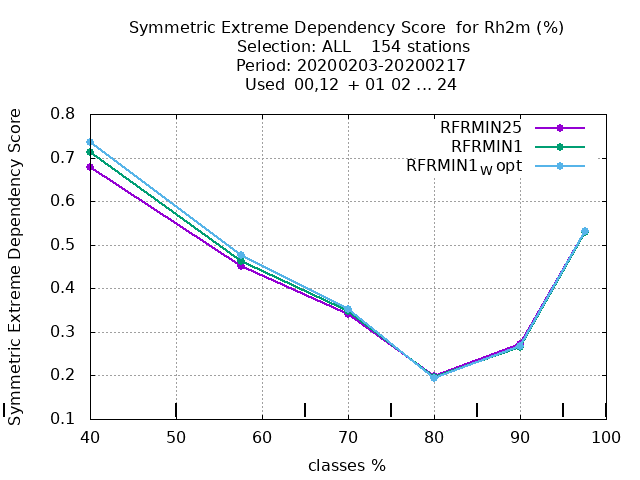 Symmetric Extreme Dependency Score for Rh2m (%)
Selection: ALL 154 stations
Period: 20200203-20200217
Used 00,12 + 01 02 ... 24
Symmetric Extreme Dependency Score
0.8
0.7
0.6
0.5
0.4
0.3
0.2
0.1
RFRMIN25
RFRMIN1
RFRMIN1W opt
40 50 60 70 80 90 100
classes %